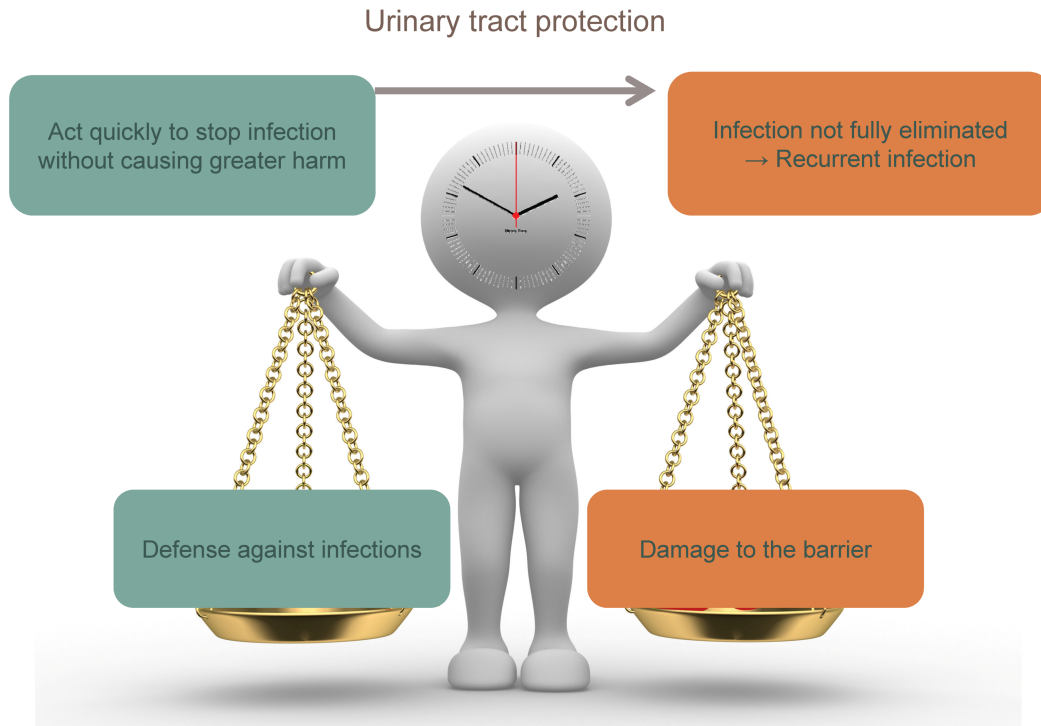 Urinary tract protection
Act quickly to stop infection
without causing greater harm
Infection not fully eliminated
→ Recurrent infection
Defense against infections
Damage to the barrier